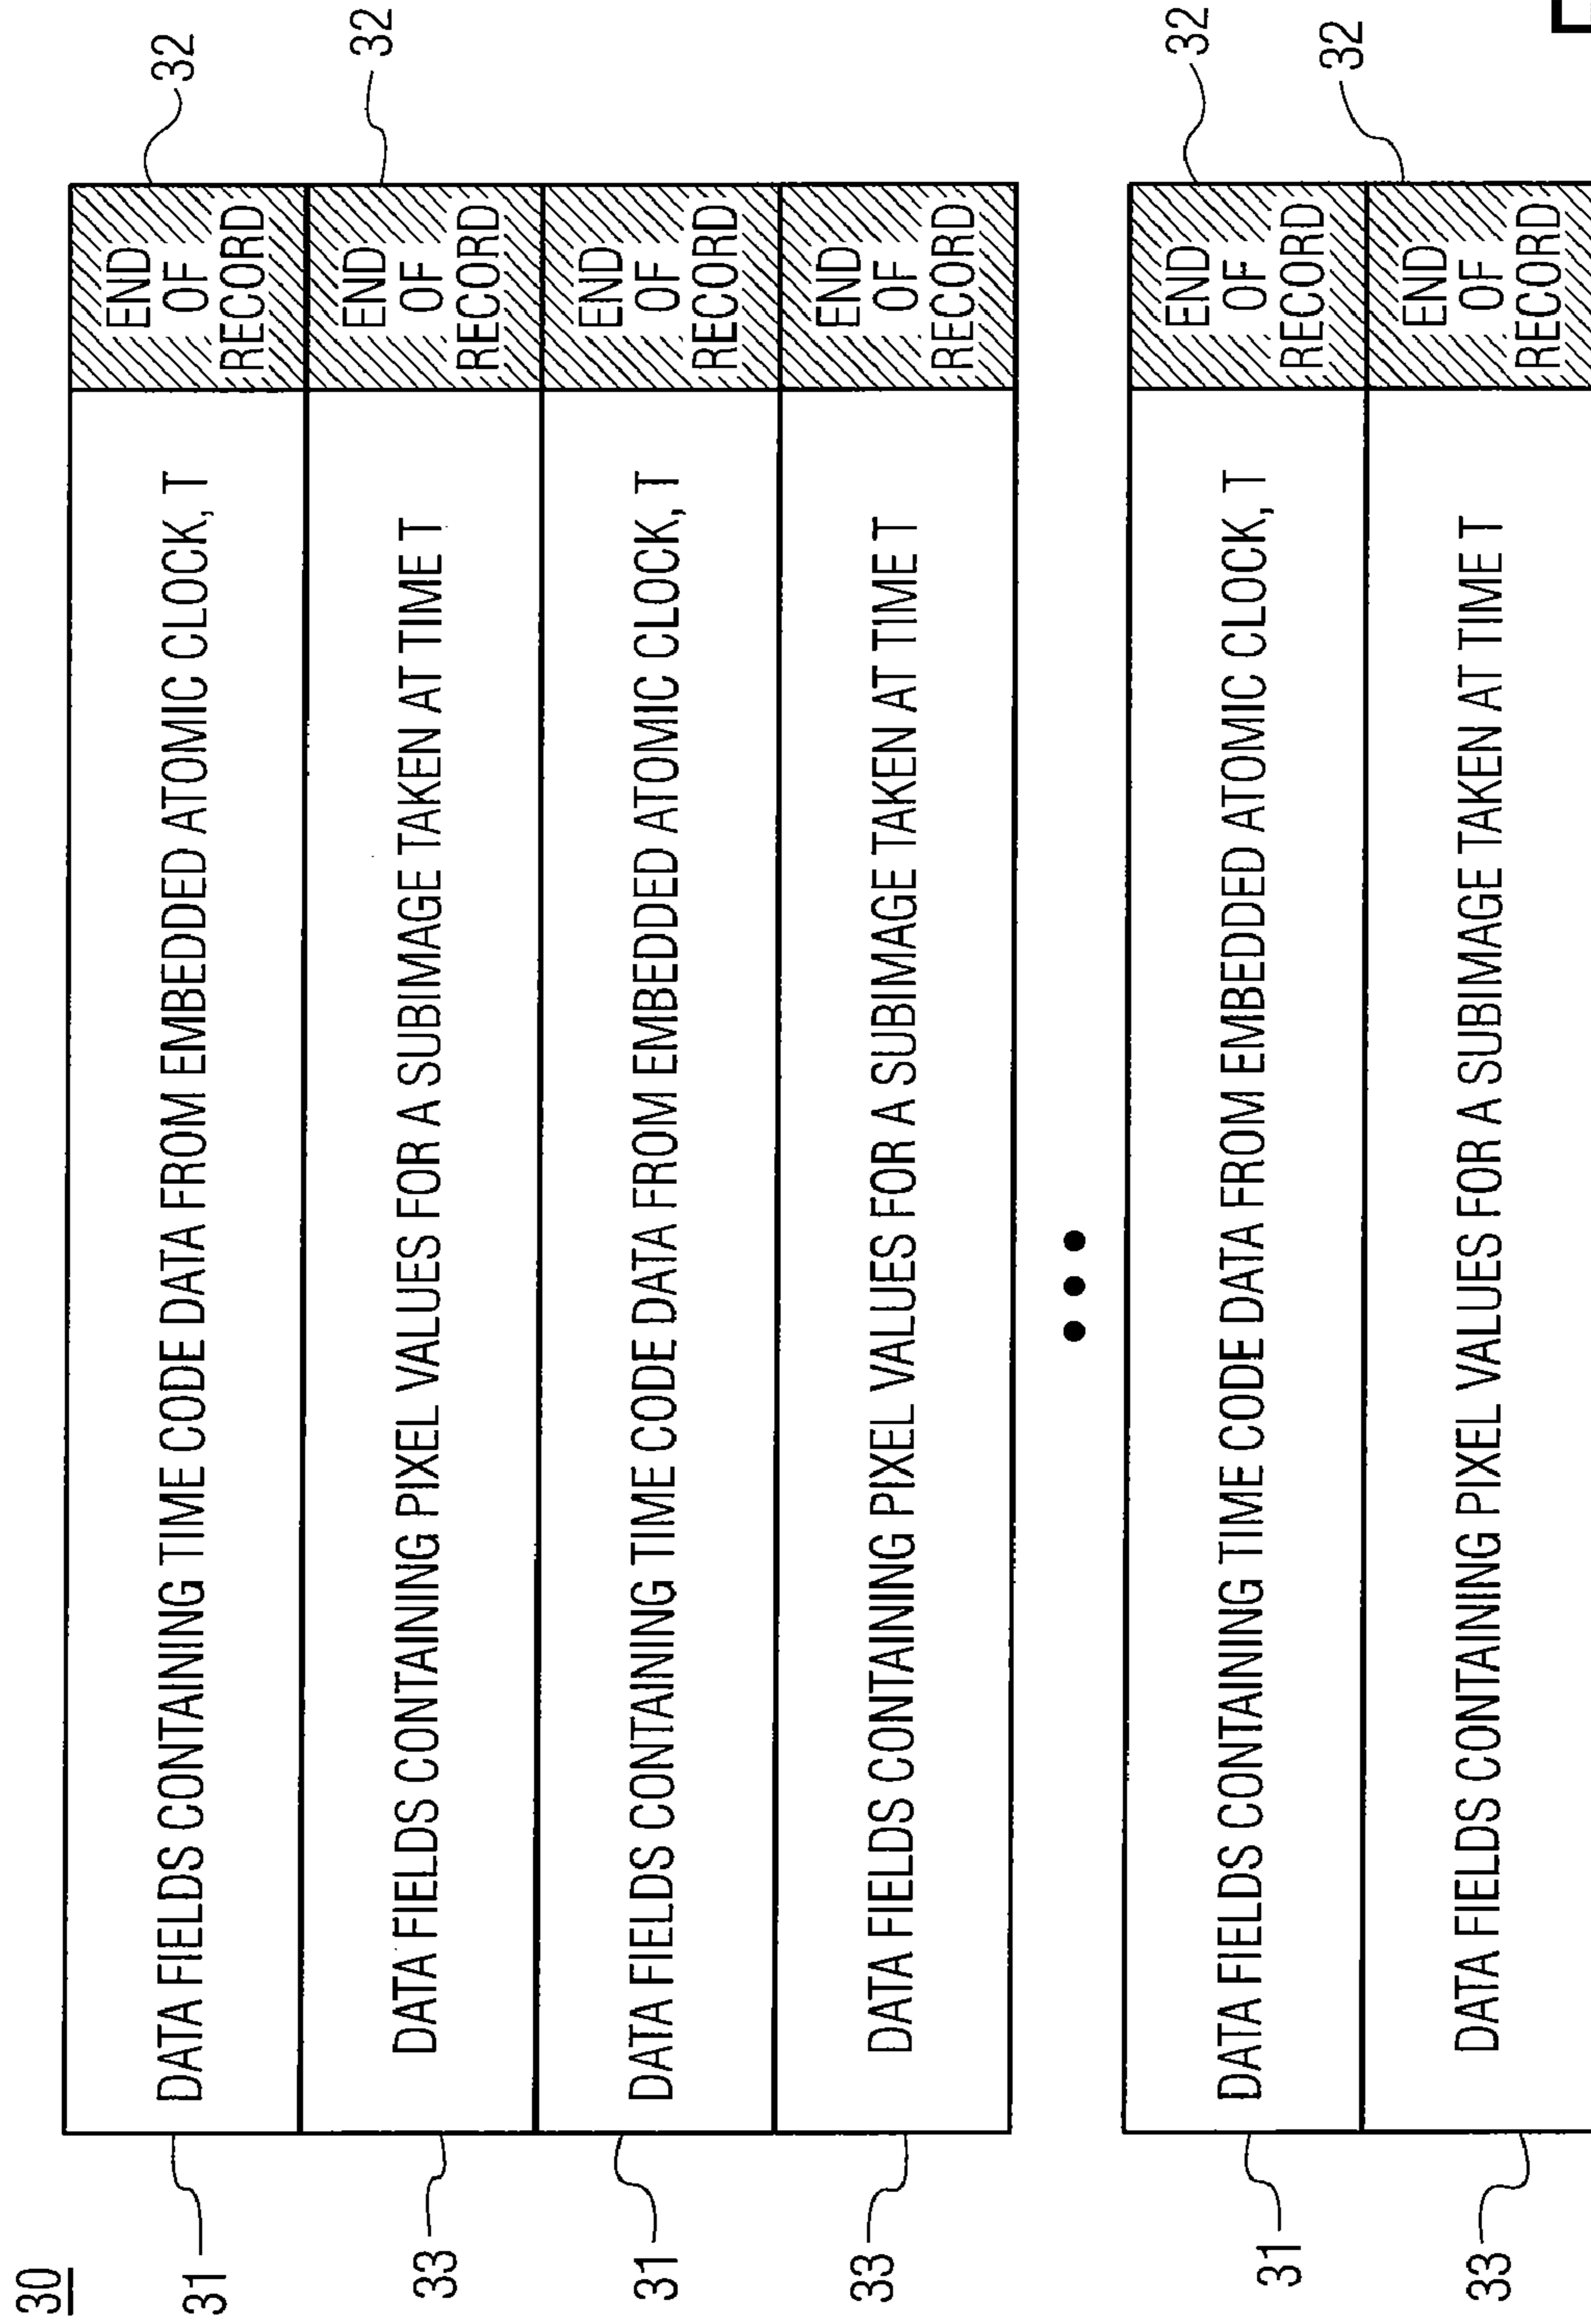 30
32
31
DATA FIELDS CONTAINING TIME CODE DATA FROM EMBEDDED ATOMIC CLOCK, T
END
OF
RECORD
32
33
DATA FIELDS CONTAINING PIXEL VALUES FOR A SUBIMAGE TAKEN AT TIME T
END
OF
RECORD
31
DATA FIELDS CONTAINING TIME CODE DATA FROM EMBEDDED ATOMIC CLOCK, T
END
OF
RECORD
33
DATA FIELDS CONTAINING PIXEL VALUES FOR A SUBIMAGE TAKEN AT TIME T
END
OF
RECORD
•••
32
31
DATA FIELDS CONTAINING TIME CODE DATA FROM EMBEDDED ATOMIC CLOCK, T
END
OF
RECORD
32
33
DATA FIELDS CONTAINING PIXEL VALUES FOR A SUBIMAGE TAKEN AT TIME T
END
OF
RECORD